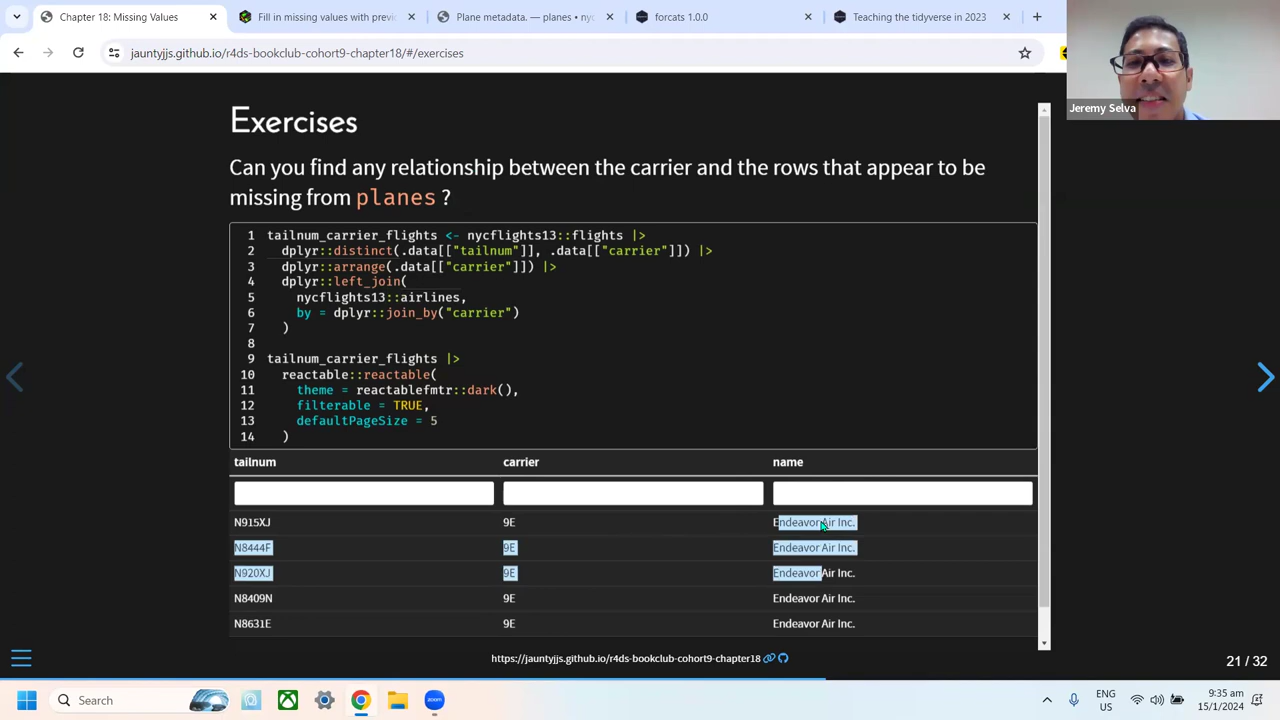 Chapter 18: Missing Values
Fill in missing values with previ
Plane metadata. — planes • nyc
forcats 1.0.0
Teaching the tidyverse in 2023
jauntyjjs.github.io/r4ds-bookclub-cohort9-chapter18/#/exercises
Jeremy Selva
Exercises
Can you find any relationship between the carrier and the rows that appear to be
missing from planes ?
1 tailnum_carrier_flights <- nycflights13::flights |>
2 dplyr::distinct(.data[["tailnum"]], .data[["carrier"]]) |>
3 dplyr::arrange(.data[["carrier"]]) |>
4 dplyr::left_join(
5 nycflights13::airlines,
6 by = dplyr::join_by("carrier")
7 )
8
9 tailnum_carrier_flights |>
10 reactable::reactable(
11 theme = reactablefmtr::dark(),
12 filterable = TRUE,
13 defaultPageSize = 5
14 )
tailnum carrier name
N915XJ 9E Endeavor Air Inc.
N8444F 9E Endeavor Air Inc.
N920XJ 9E Endeavor Air Inc.
N8409N 9E Endeavor Air Inc.
N8631E 9E Endeavor Air Inc.
https://jauntyjjs.github.io/r4ds-bookclub-cohort9-chapter18
21 / 32
Search
zoom
ENG
US
9:35 am
15/1/2024